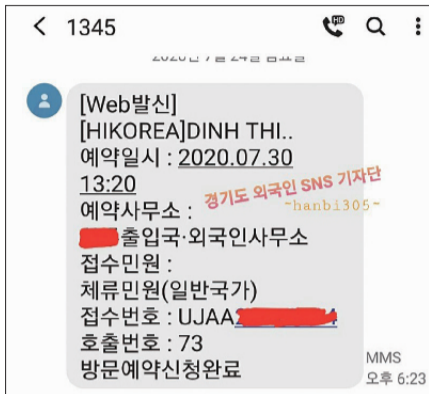 1345
[Web발신]
[HIKOREA]DINH THI..
예약일시 : 2020.07.30
13:20
예약사무소 :
경기도 외국인 SNS 기자단
~hanbi305~
출입국·외국인사무소
접수민원 :
체류민원(일반국가)
접수번호 : UJAA
호출번호 : 73
방문예약신청완료
MMS
오후 6:23